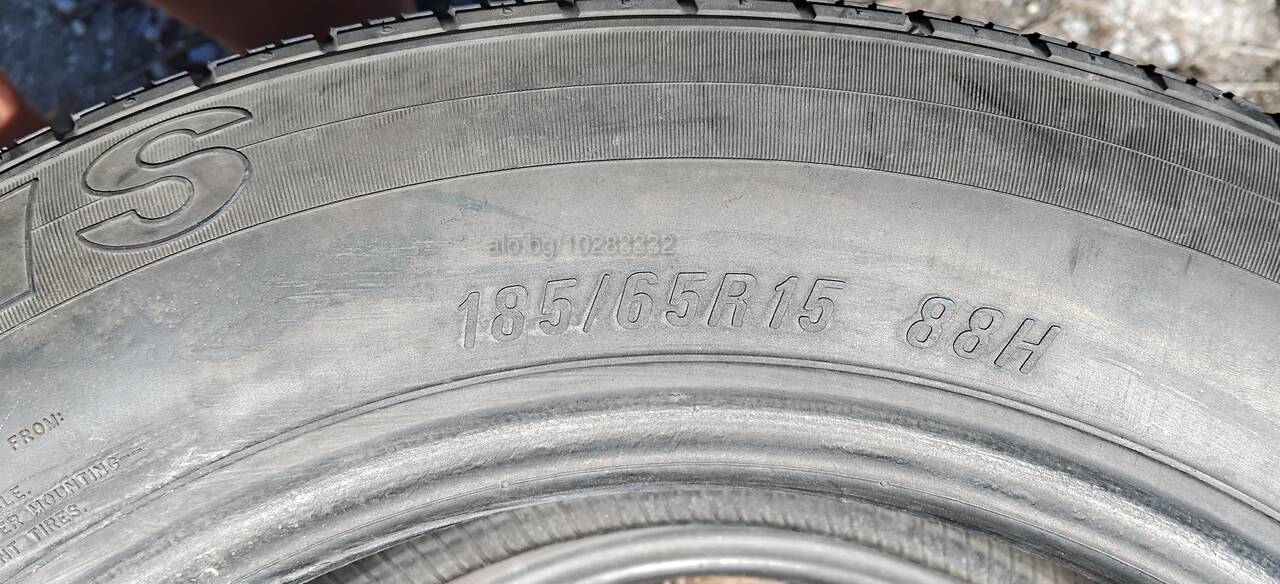 S
alo.bg/10283332
185/65R15 88H
FROM:
MOUNTING
TIRES.